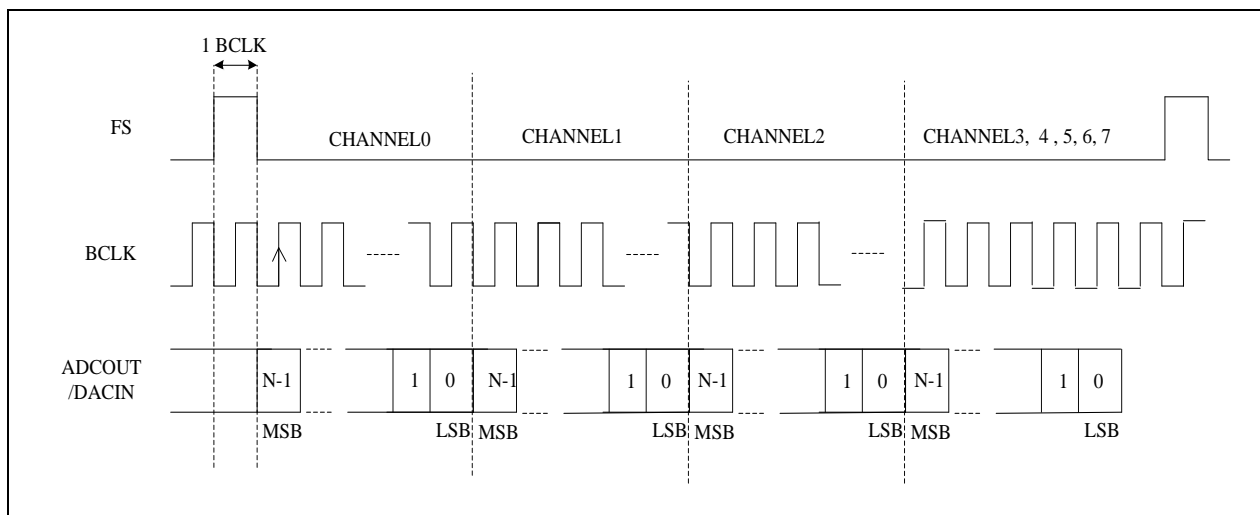 1 BCLK
FS
CHANNEL0
CHANNEL1
CHANNEL2
CHANNEL3, 4 , 5, 6, 7
BCLK
ADCOUT
/DACIN
N-1 1 0 N-1 1 0 N-1 1 0 N-1 1 0
MSB LSB MSB LSB MSB LSB MSB LSB